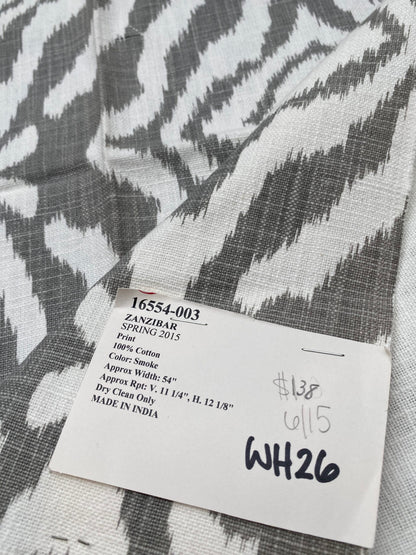 16554-003
ZANZIBAR
SPRING 2015
Print
100% Cotton
Color: Smoke
Approx Width: 54"
Approx Rpt: V. 11 1/4", H. 12 1/8"
Dry Clean Only
MADE IN INDIA
$138
6/15
WH26